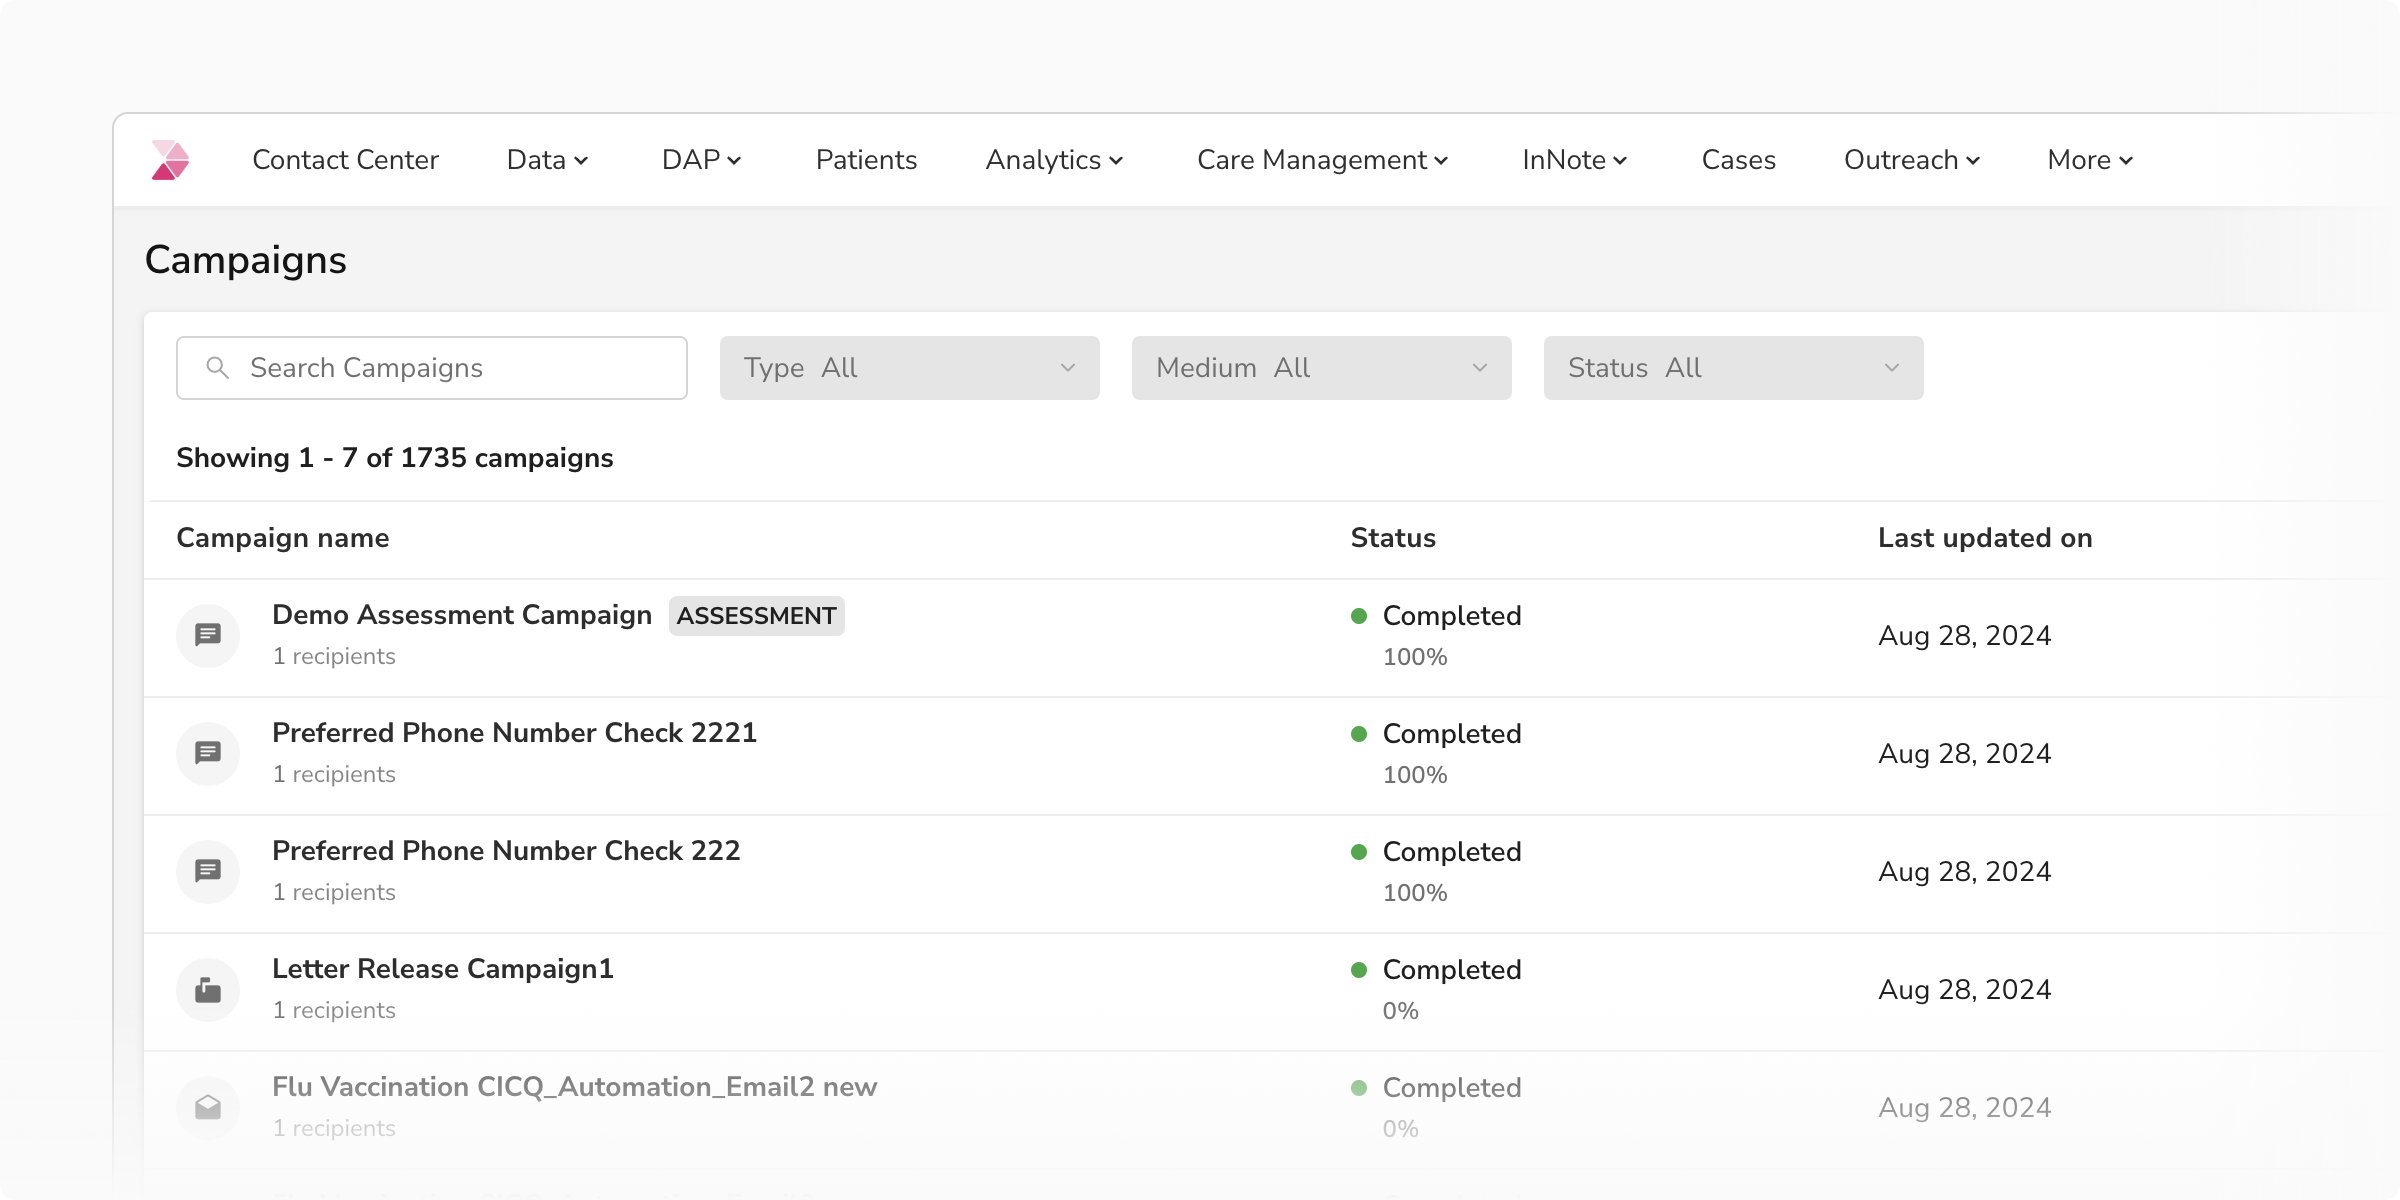 Contact Center Data DAP Patients Analytics Care Management InNote Cases Outreach More
Campaigns
Search Campaigns Type All Medium All Status All
Showing 1 - 7 of 1735 campaigns
Campaign name Status Last updated on
Demo Assessment Campaign ASSESSMENT Completed
1 recipients 100% Aug 28, 2024
Preferred Phone Number Check 2221 Completed
1 recipients 100% Aug 28, 2024
Preferred Phone Number Check 222 Completed
1 recipients 100% Aug 28, 2024
Letter Release Campaign1 Completed
1 recipients 0% Aug 28, 2024
Flu Vaccination CICQ_Automation_Email2 new Completed
1 recipients 0% Aug 28, 2024